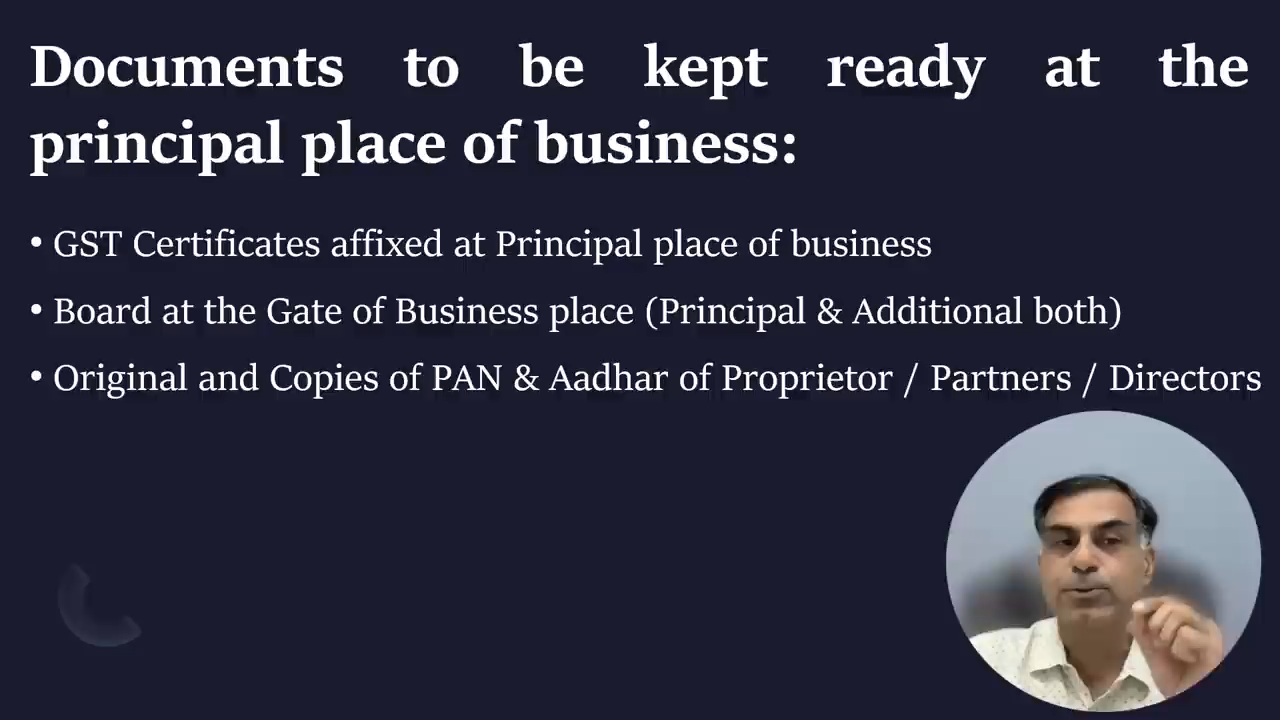 Documents to be kept ready at the
principal place of business:
• GST Certificates affixed at Principal place of business
• Board at the Gate of Business place (Principal & Additional both)
• Original and Copies of PAN & Aadhar of Proprietor / Partners / Directors